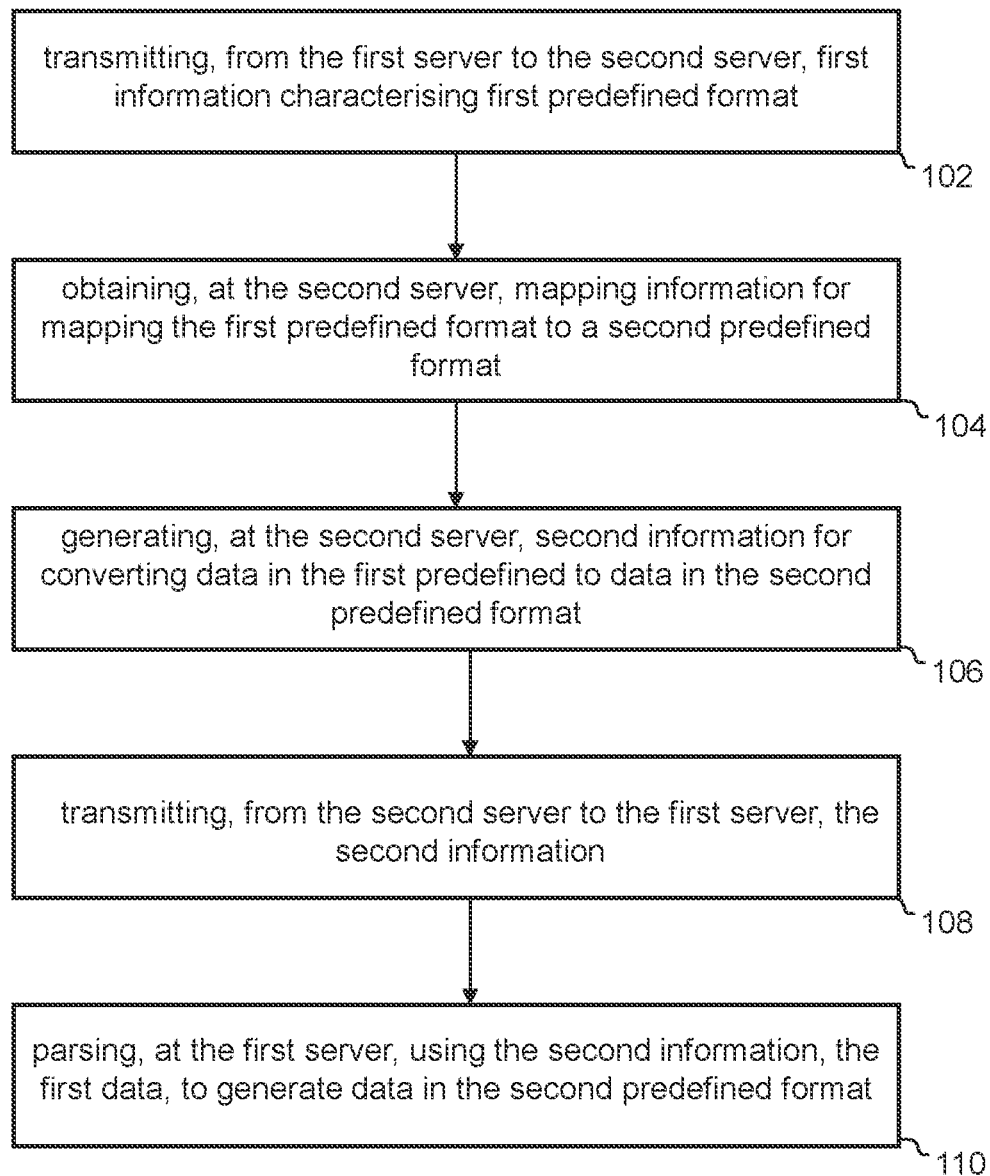 transmitting, from the first server to the second server, first
information characterising first predefined format
102
obtaining, at the second server, mapping information for
mapping the first predefined format to a second predefined
format
104
generating, at the second server, second information for
converting data in the first predefined to data in the second
predefined format
106
transmitting, from the second server to the first server, the
second information
108
parsing, at the first server, using the second information, the
first data, to generate data in the second predefined format
110